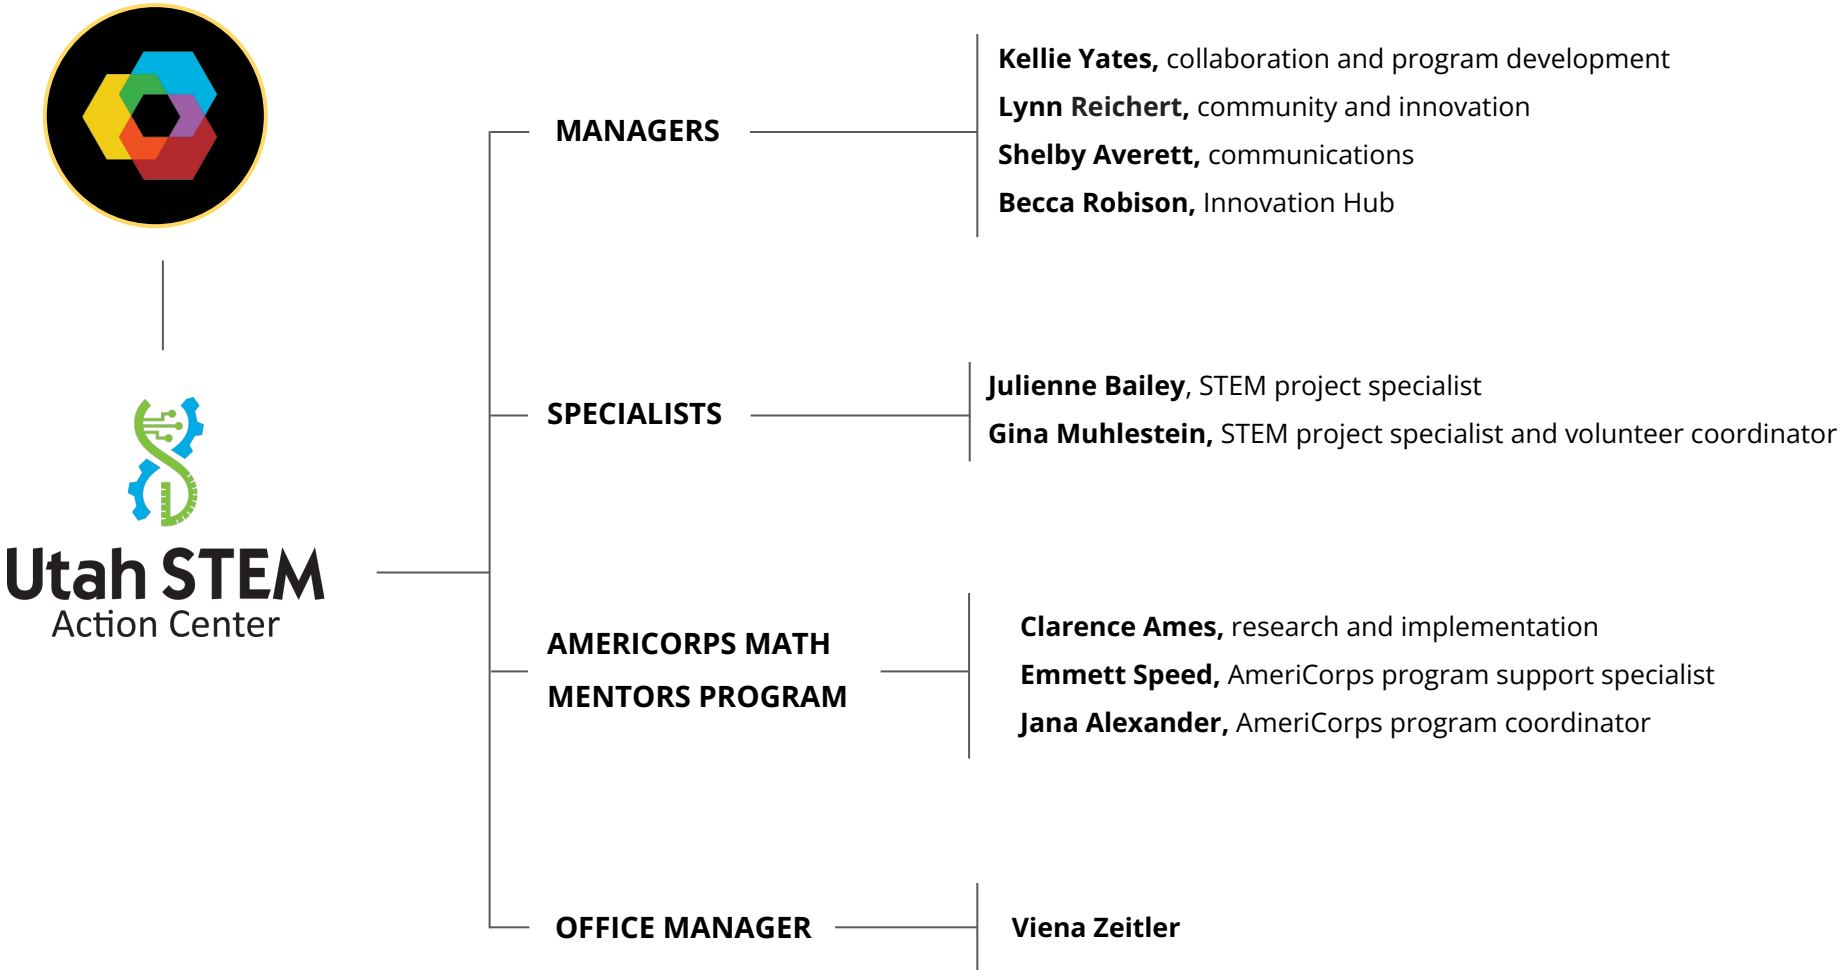 Utah STEM
Action Center
MANAGERS
Kellie Yates, collaboration and program development
Lynn Reichert, community and innovation
Shelby Averett, communications
Becca Robison, Innovation Hub
SPECIALISTS
Julienne Bailey, STEM project specialist
Gina Muhlestein, STEM project specialist and volunteer coordinator
AMERICORPS MATH
MENTORS PROGRAM
Clarence Ames, research and implementation
Emmett Speed, AmeriCorps program support specialist
Jana Alexander, AmeriCorps program coordinator
OFFICE MANAGER
Viena Zeitler